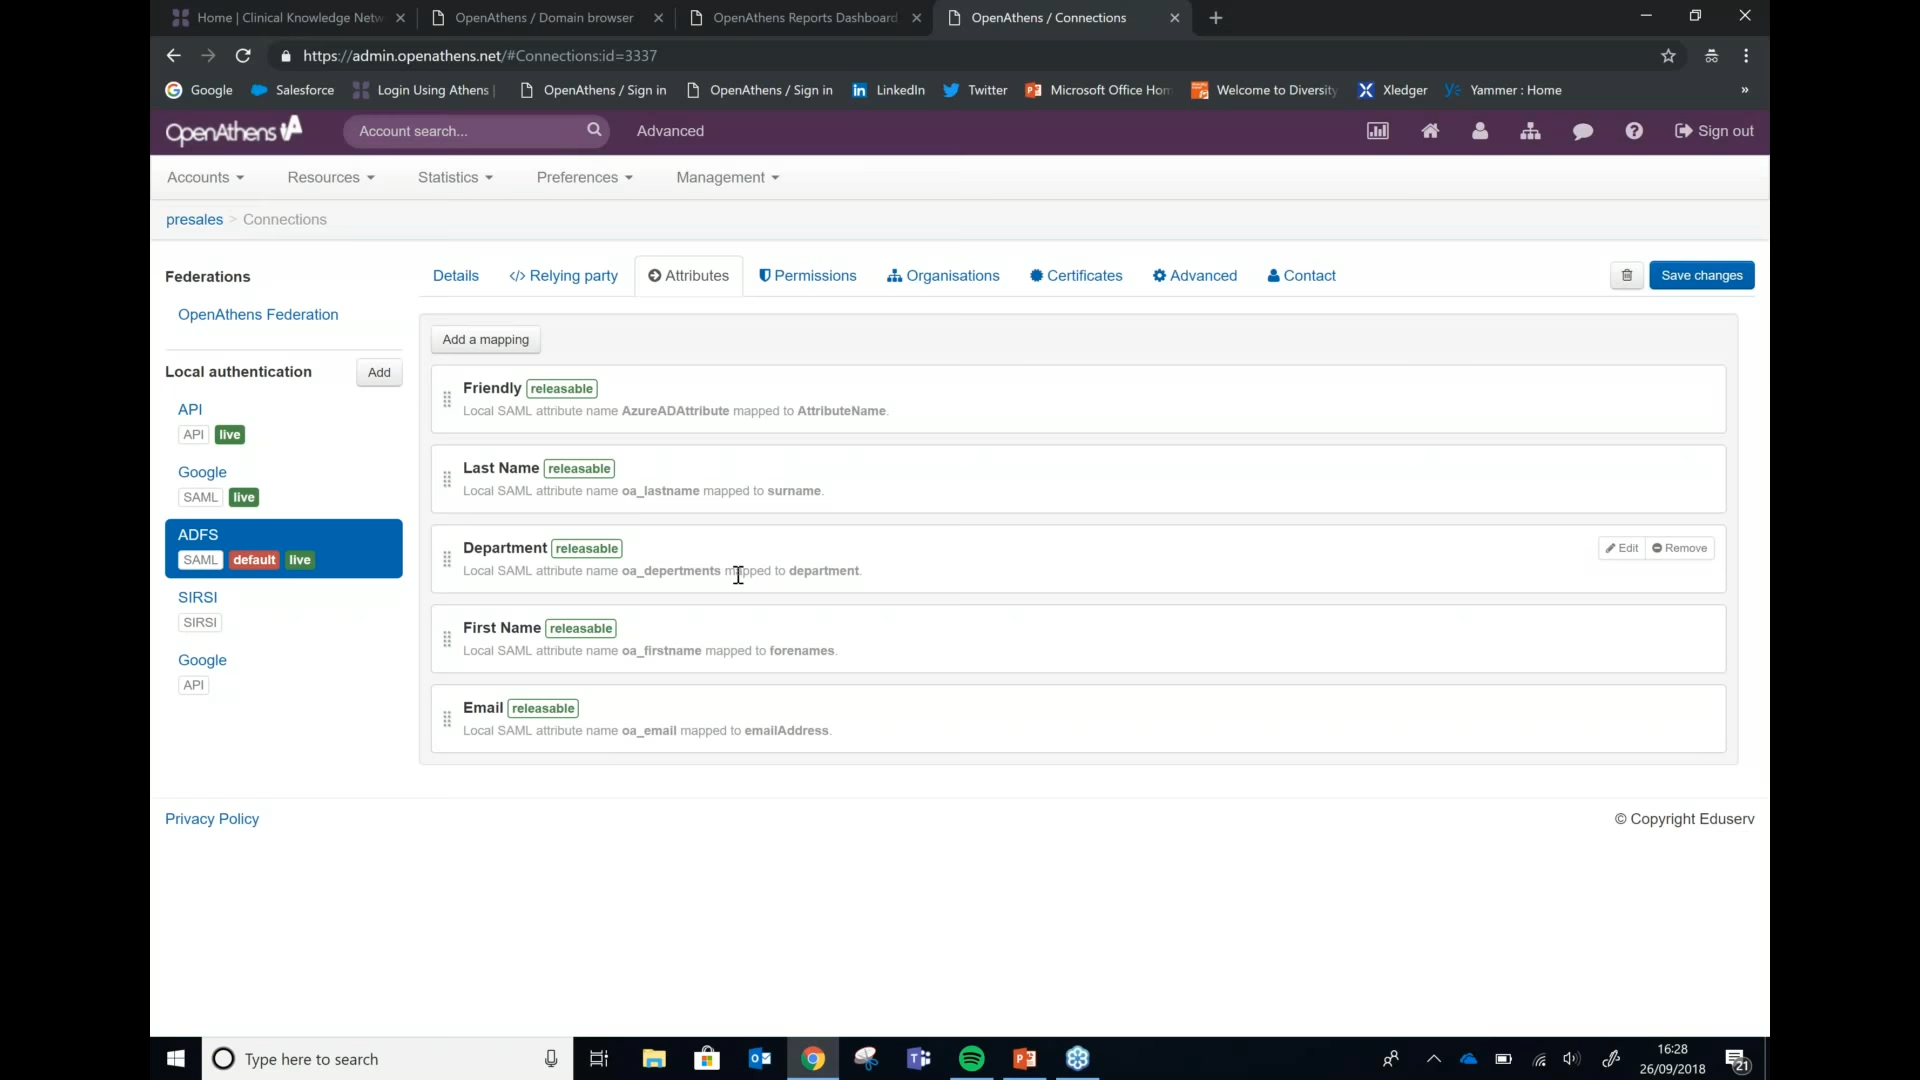 Home | Clinical Knowledge Netw
OpenAthens / Domain browser
OpenAthens Reports Dashboard
OpenAthens / Connections
https://admin.openathens.net/#Connections:id=3337
Google
Salesforce
Login Using Athens |
OpenAthens / Sign in
OpenAthens / Sign in
LinkedIn
Twitter
Microsoft Office Hom
Welcome to Diversity
Xledger
Yammer : Home
»
OpenAthens
Account search...
Advanced
Sign out
Accounts
Resources
Statistics
Preferences
Management
presales > Connections
Federations
OpenAthens Federation
Local authentication
Add
API
API live
Google
SAML live
ADFS
SAML default live
SIRSI
SIRSI
Google
API
Details
</> Relying party
Attributes
Permissions
Organisations
Certificates
Advanced
Contact
Save changes
Add a mapping
Friendly releasable
Local SAML attribute name AzureADAttribute mapped to AttributeName.
Last Name releasable
Local SAML attribute name oa_lastname mapped to surname.
Department releasable
Edit
Remove
Local SAML attribute name oa_depertments mapped to department.
First Name releasable
Local SAML attribute name oa_firstname mapped to forenames.
Email releasable
Local SAML attribute name oa_email mapped to emailAddress.
Privacy Policy
© Copyright Eduserv
Type here to search
16:28
26/09/2018
21